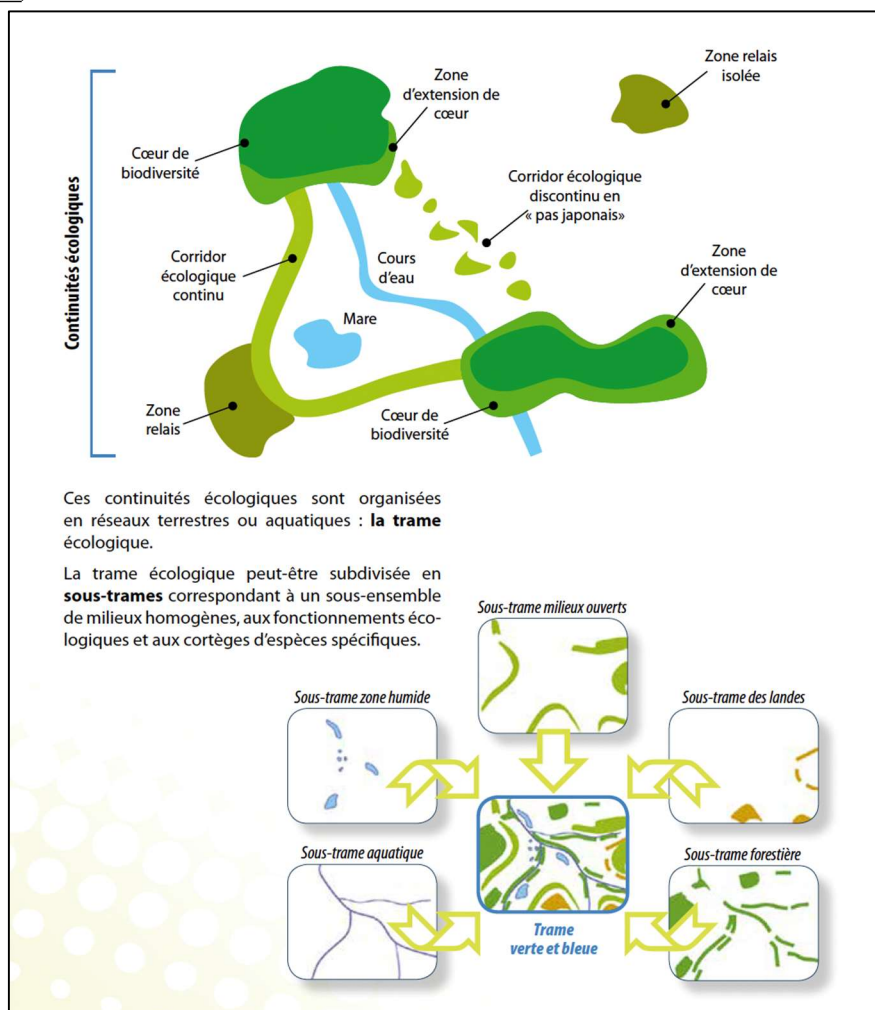 Continuités écologiques
Cœur de
biodiversité
Zone
d'extension de
cœur
Zone relais
isolée
Corridor écologique
discontinu en
« pas japonais»
Corridor
écologique
continu
Cours
d'eau
Mare
Zone
d'extension de
cœur
Zone
relais
Cœur de
biodiversité
Ces continuités écologiques sont organisées
en réseaux terrestres ou aquatiques : la trame
écologique.
La trame écologique peut-être subdivisée en
sous-trames correspondant à un sous-ensemble
de milieux homogènes, aux fonctionnements éco-
logiques et aux cortèges d'espèces spécifiques.
Sous-trame milieux ouverts
Sous-trame zone humide
Sous-trame des landes
Sous-trame aquatique
Sous-trame forestière
Trame
verte et bleue